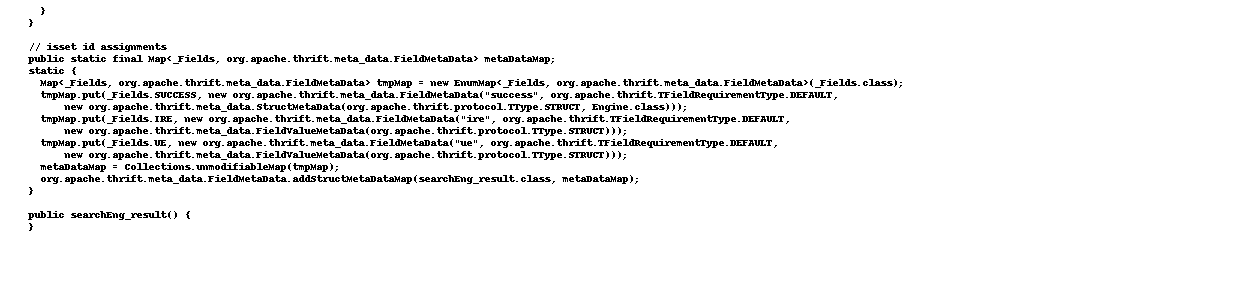 }
}
// isset id assignments
public static final Map<_Fields, org.apache.thrift.meta_data.FieldMetaData> metaDataMap;
static {
Map<_Fields, org.apache.thrift.meta_data.FieldMetaData> tmpMap = new EnumMap<_Fields, org.apache.thrift.meta_data.FieldMetaData>(_Fields.class);
tmpMap.put(_Fields.SUCCESS, new org.apache.thrift.meta_data.FieldMetaData("success", org.apache.thrift.TFieldRequirementType.DEFAULT,
new org.apache.thrift.meta_data.StructMetaData(org.apache.thrift.protocol.TType.STRUCT, Engine.class)));
tmpMap.put(_Fields.IRE, new org.apache.thrift.meta_data.FieldMetaData("ire", org.apache.thrift.TFieldRequirementType.DEFAULT,
new org.apache.thrift.meta_data.FieldValueMetaData(org.apache.thrift.protocol.TType.STRUCT)));
tmpMap.put(_Fields.UE, new org.apache.thrift.meta_data.FieldMetaData("ue", org.apache.thrift.TFieldRequirementType.DEFAULT,
new org.apache.thrift.meta_data.FieldValueMetaData(org.apache.thrift.protocol.TType.STRUCT)));
metaDataMap = Collections.unmodifiableMap(tmpMap);
org.apache.thrift.meta_data.FieldMetaData.addStructMetaDataMap(searchEng_result.class, metaDataMap);
}
public searchEng_result() {
}